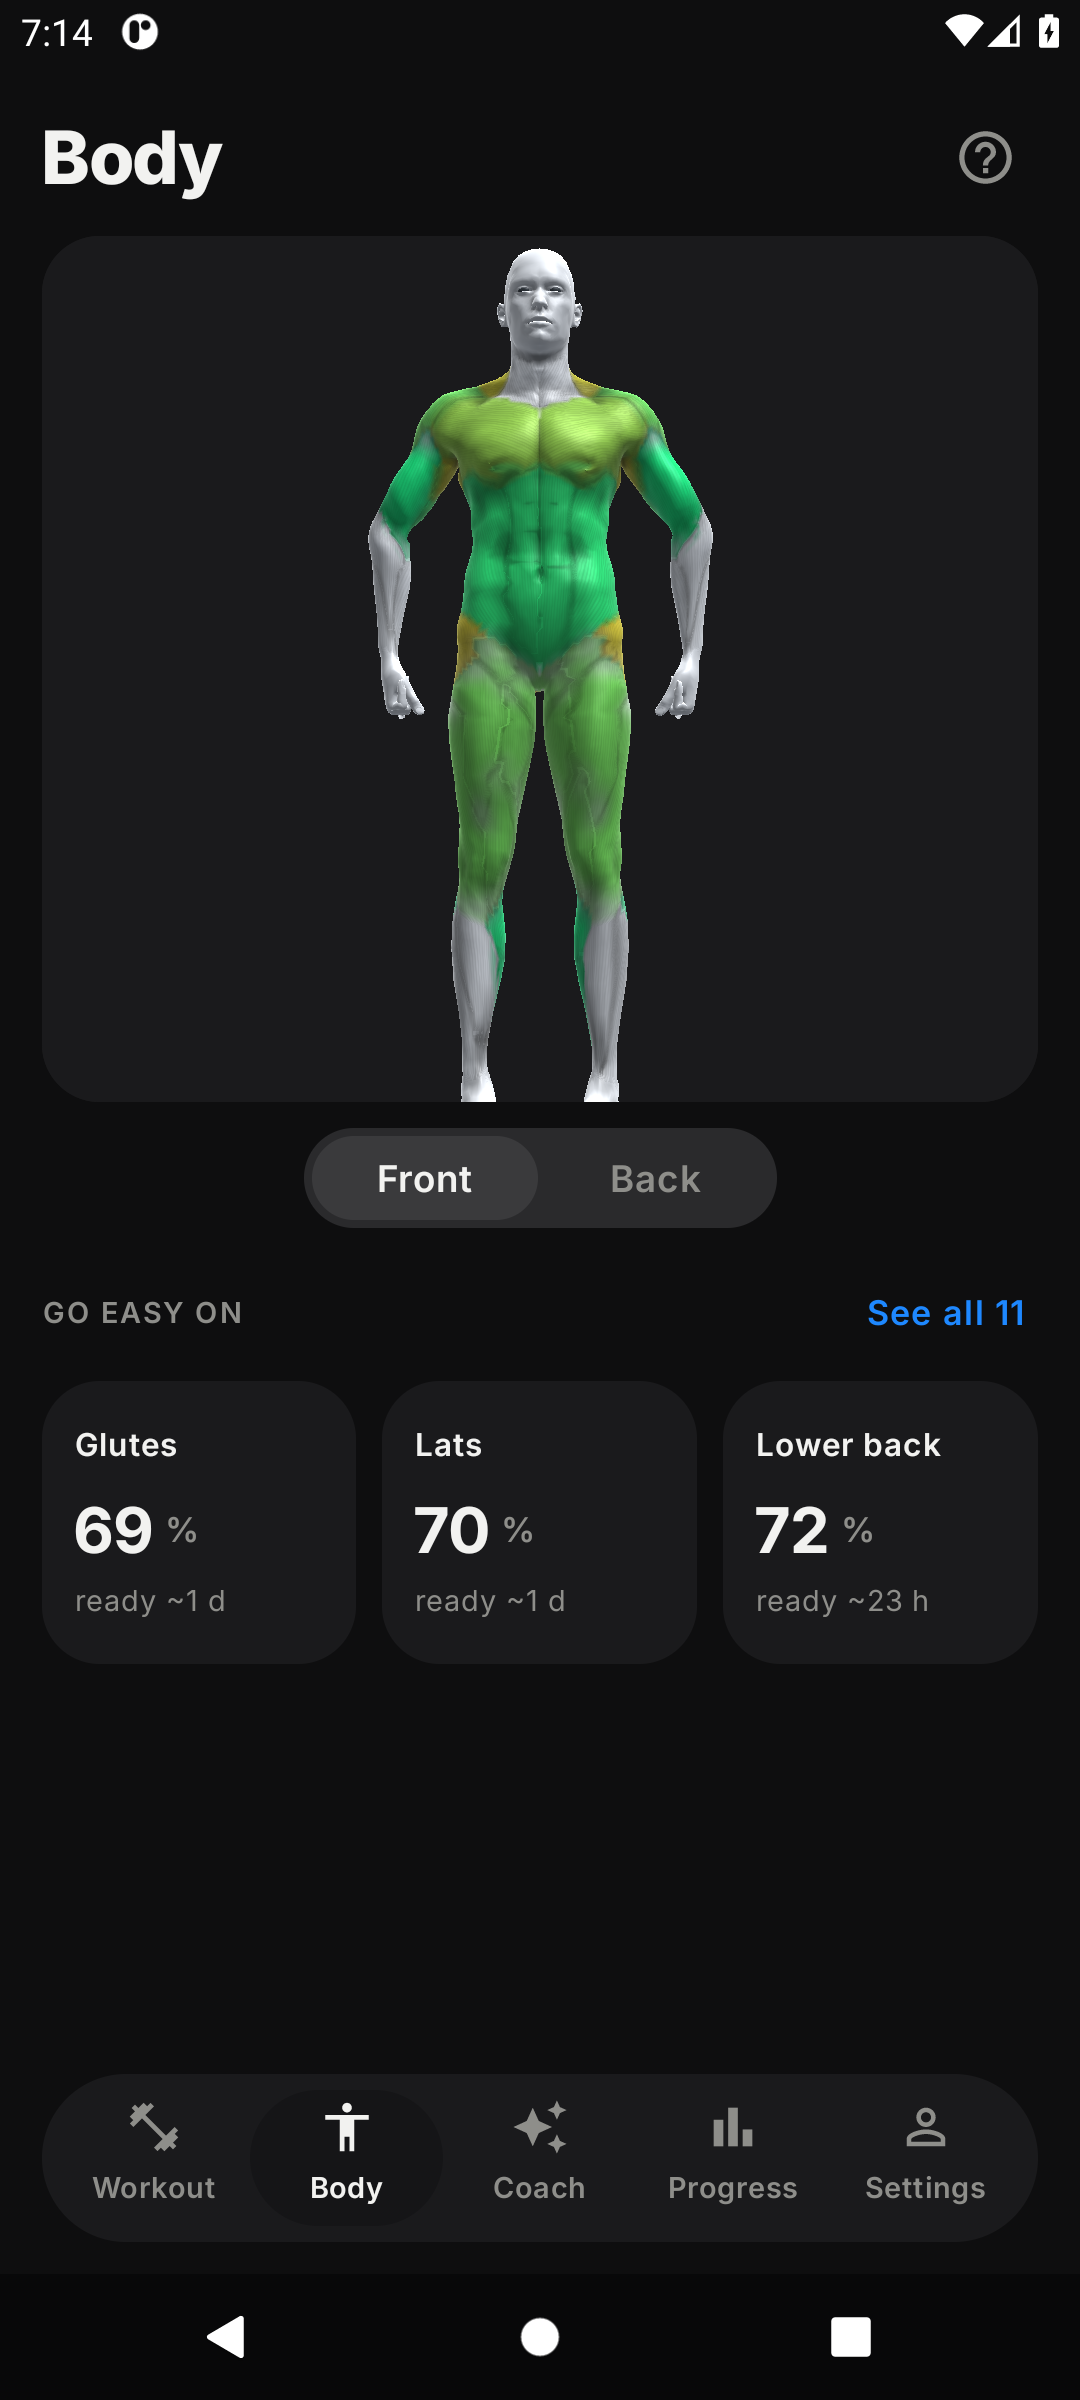 7:14
Body
Front
Back
GO EASY ON
See all 11
Glutes
69 %
ready ~1 d
Lats
70 %
ready ~1 d
Lower back
72 %
ready ~23 h
Workout
Body
Coach
Progress
Settings